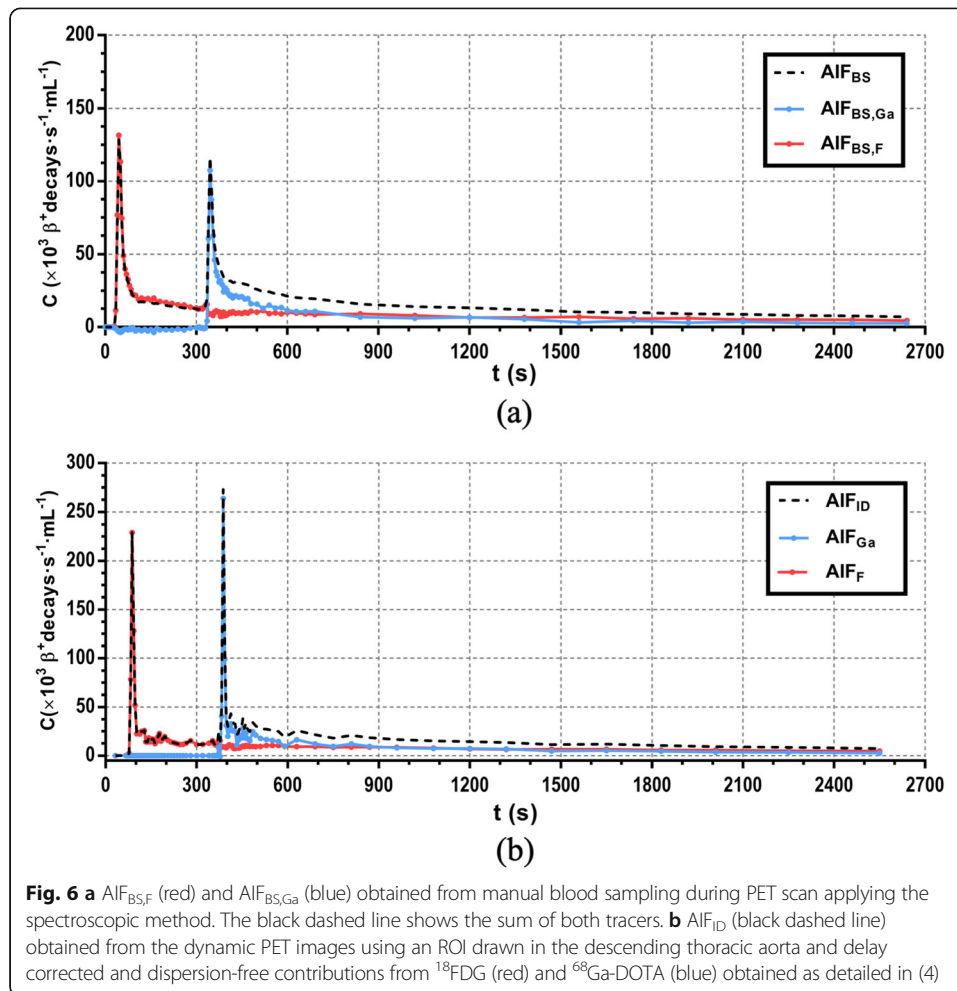 200
150
100
50
0
C (×10³ β⁺decays·s⁻¹·mL⁻¹)
AIF_BS
AIF_BS,Ga
AIF_BS,F
0 300 600 900 1200 1500 1800 2100 2400 2700
t (s)
(a)
300
250
200
150
100
50
0
C(×10³ β⁺decays·s⁻¹·mL⁻¹)
AIF_ID
AIF_Ga
AIF_F
0 300 600 900 1200 1500 1800 2100 2400 2700
t (s)
(b)
Fig. 6 a AIF_BS,F (red) and AIF_BS,Ga (blue) obtained from manual blood sampling during PET scan applying the
spectroscopic method. The black dashed line shows the sum of both tracers. b AIF_ID (black dashed line)
obtained from the dynamic PET images using an ROI drawn in the descending thoracic aorta and delay
corrected and dispersion-free contributions from ¹⁸FDG (red) and ⁶⁸Ga-DOTA (blue) obtained as detailed in (4)